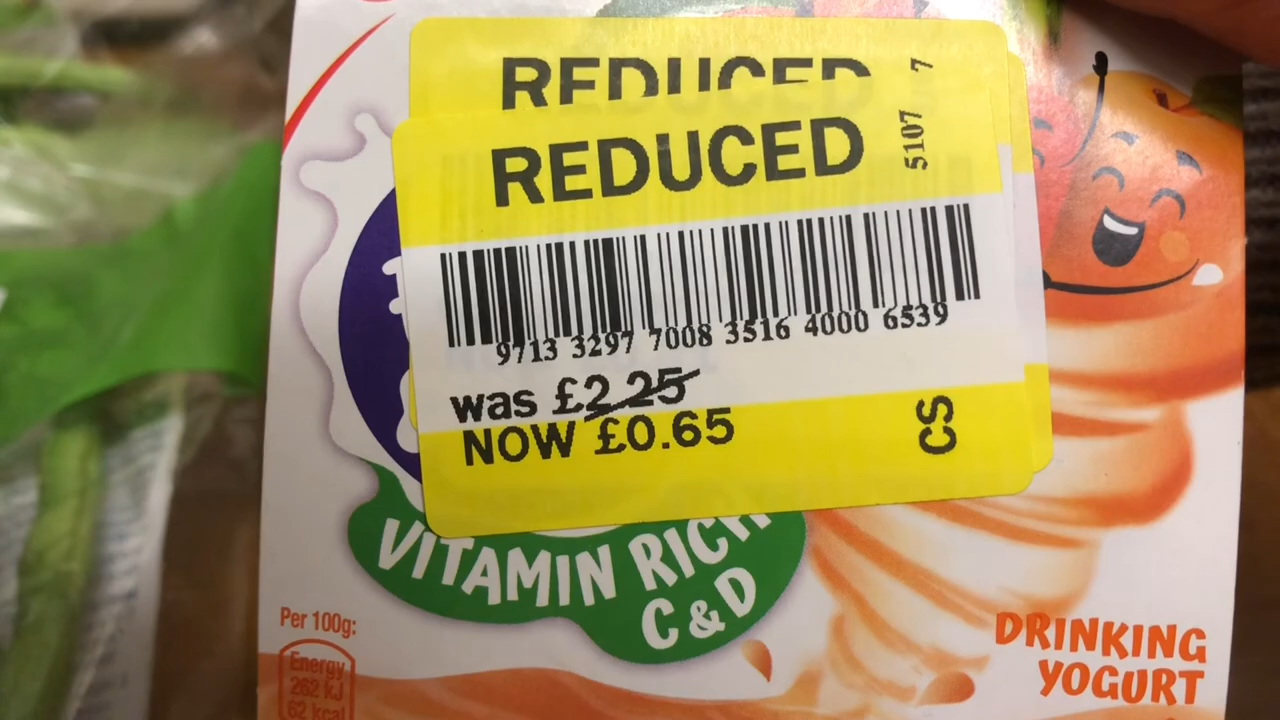 REDUCED
REDUCED
5107 7
9713 3297 7008 3516 4000 6539
was £2.25
NOW £0.65
CS
VITAMIN RICH
C & D
Per 100g:
Energy
262 kJ
62 kcal
DRINKING
YOGURT